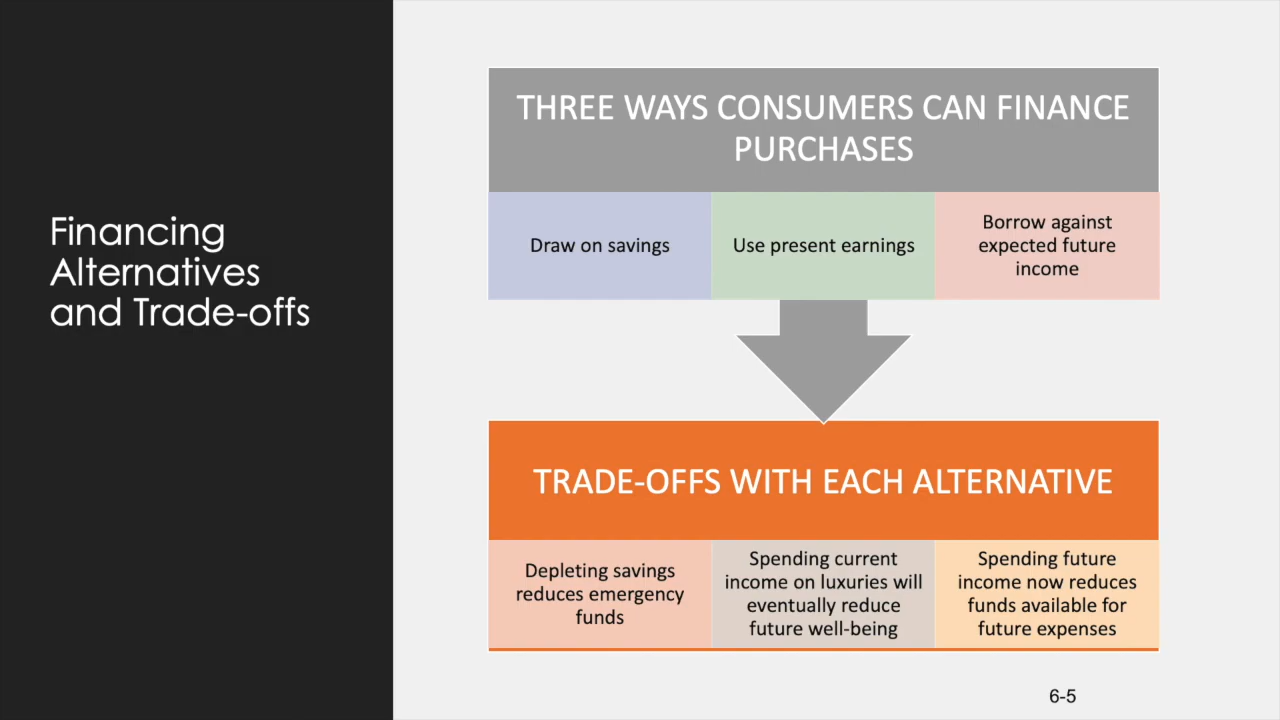 Financing
Alternatives
and Trade-offs
THREE WAYS CONSUMERS CAN FINANCE
PURCHASES
Draw on savings
Use present earnings
Borrow against
expected future
income
TRADE-OFFS WITH EACH ALTERNATIVE
Depleting savings
reduces emergency
funds
Spending current
income on luxuries will
eventually reduce
future well-being
Spending future
income now reduces
funds available for
future expenses
6-5